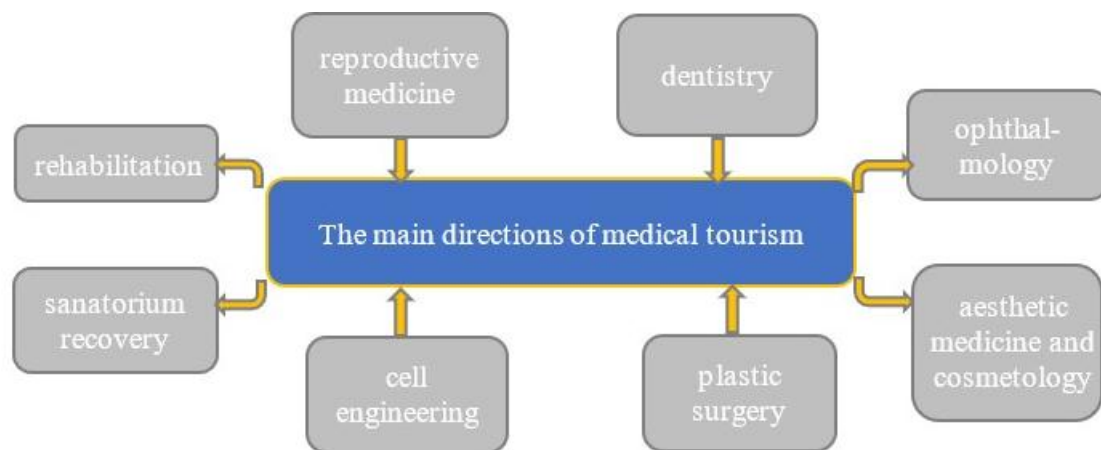 reproductive
medicine
dentistry
ophthal-
mology
rehabilitation
The main directions of medical tourism
sanatorium
recovery
cell
engineering
plastic
surgery
aesthetic
medicine and
cosmetology